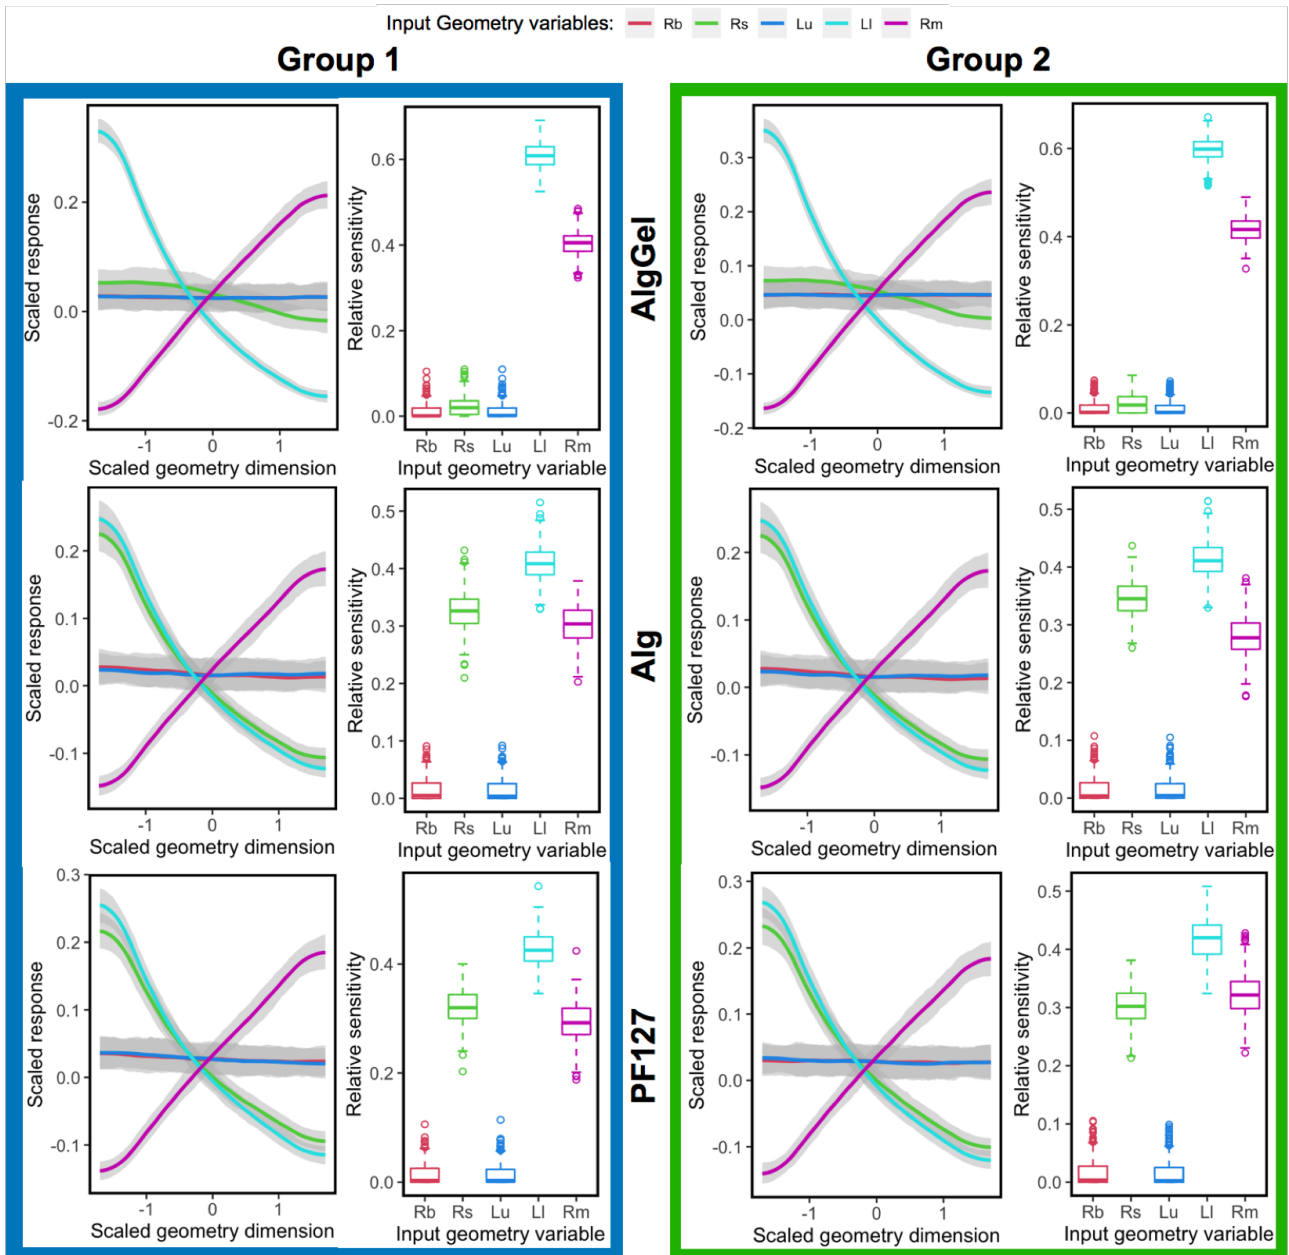 Input Geometry variables: Rb Rs Lu Ll Rm
Group 1
Group 2
0.2
0.0
-0.2
-1 0 1
Scaled response
Scaled geometry dimension
0.6
0.4
0.2
0.0
Rb Rs Lu Ll Rm
Relative sensitivity
Input geometry variable
AlgGel
0.3
0.2
0.1
0.0
-0.1
-0.2
-1 0 1
Scaled response
Scaled geometry dimension
0.6
0.4
0.2
0.0
Rb Rs Lu Ll Rm
Relative sensitivity
Input geometry variable
0.2
0.1
0.0
-0.1
-1 0 1
Scaled response
Scaled geometry dimension
0.5
0.4
0.3
0.2
0.1
0.0
Rb Rs Lu Ll Rm
Relative sensitivity
Input geometry variable
Alg
0.2
0.1
0.0
-0.1
-1 0 1
Scaled response
Scaled geometry dimension
0.5
0.4
0.3
0.2
0.1
0.0
Rb Rs Lu Ll Rm
Relative sensitivity
Input geometry variable
0.3
0.2
0.1
0.0
-0.1
-1 0 1
Scaled response
Scaled geometry dimension
0.4
0.2
0.0
Rb Rs Lu Ll Rm
Relative sensitivity
Input geometry variable
PF127
0.3
0.2
0.1
0.0
-0.1
-1 0 1
Scaled response
Scaled geometry dimension
0.5
0.4
0.3
0.2
0.1
0.0
Rb Rs Lu Ll Rm
Relative sensitivity
Input geometry variable